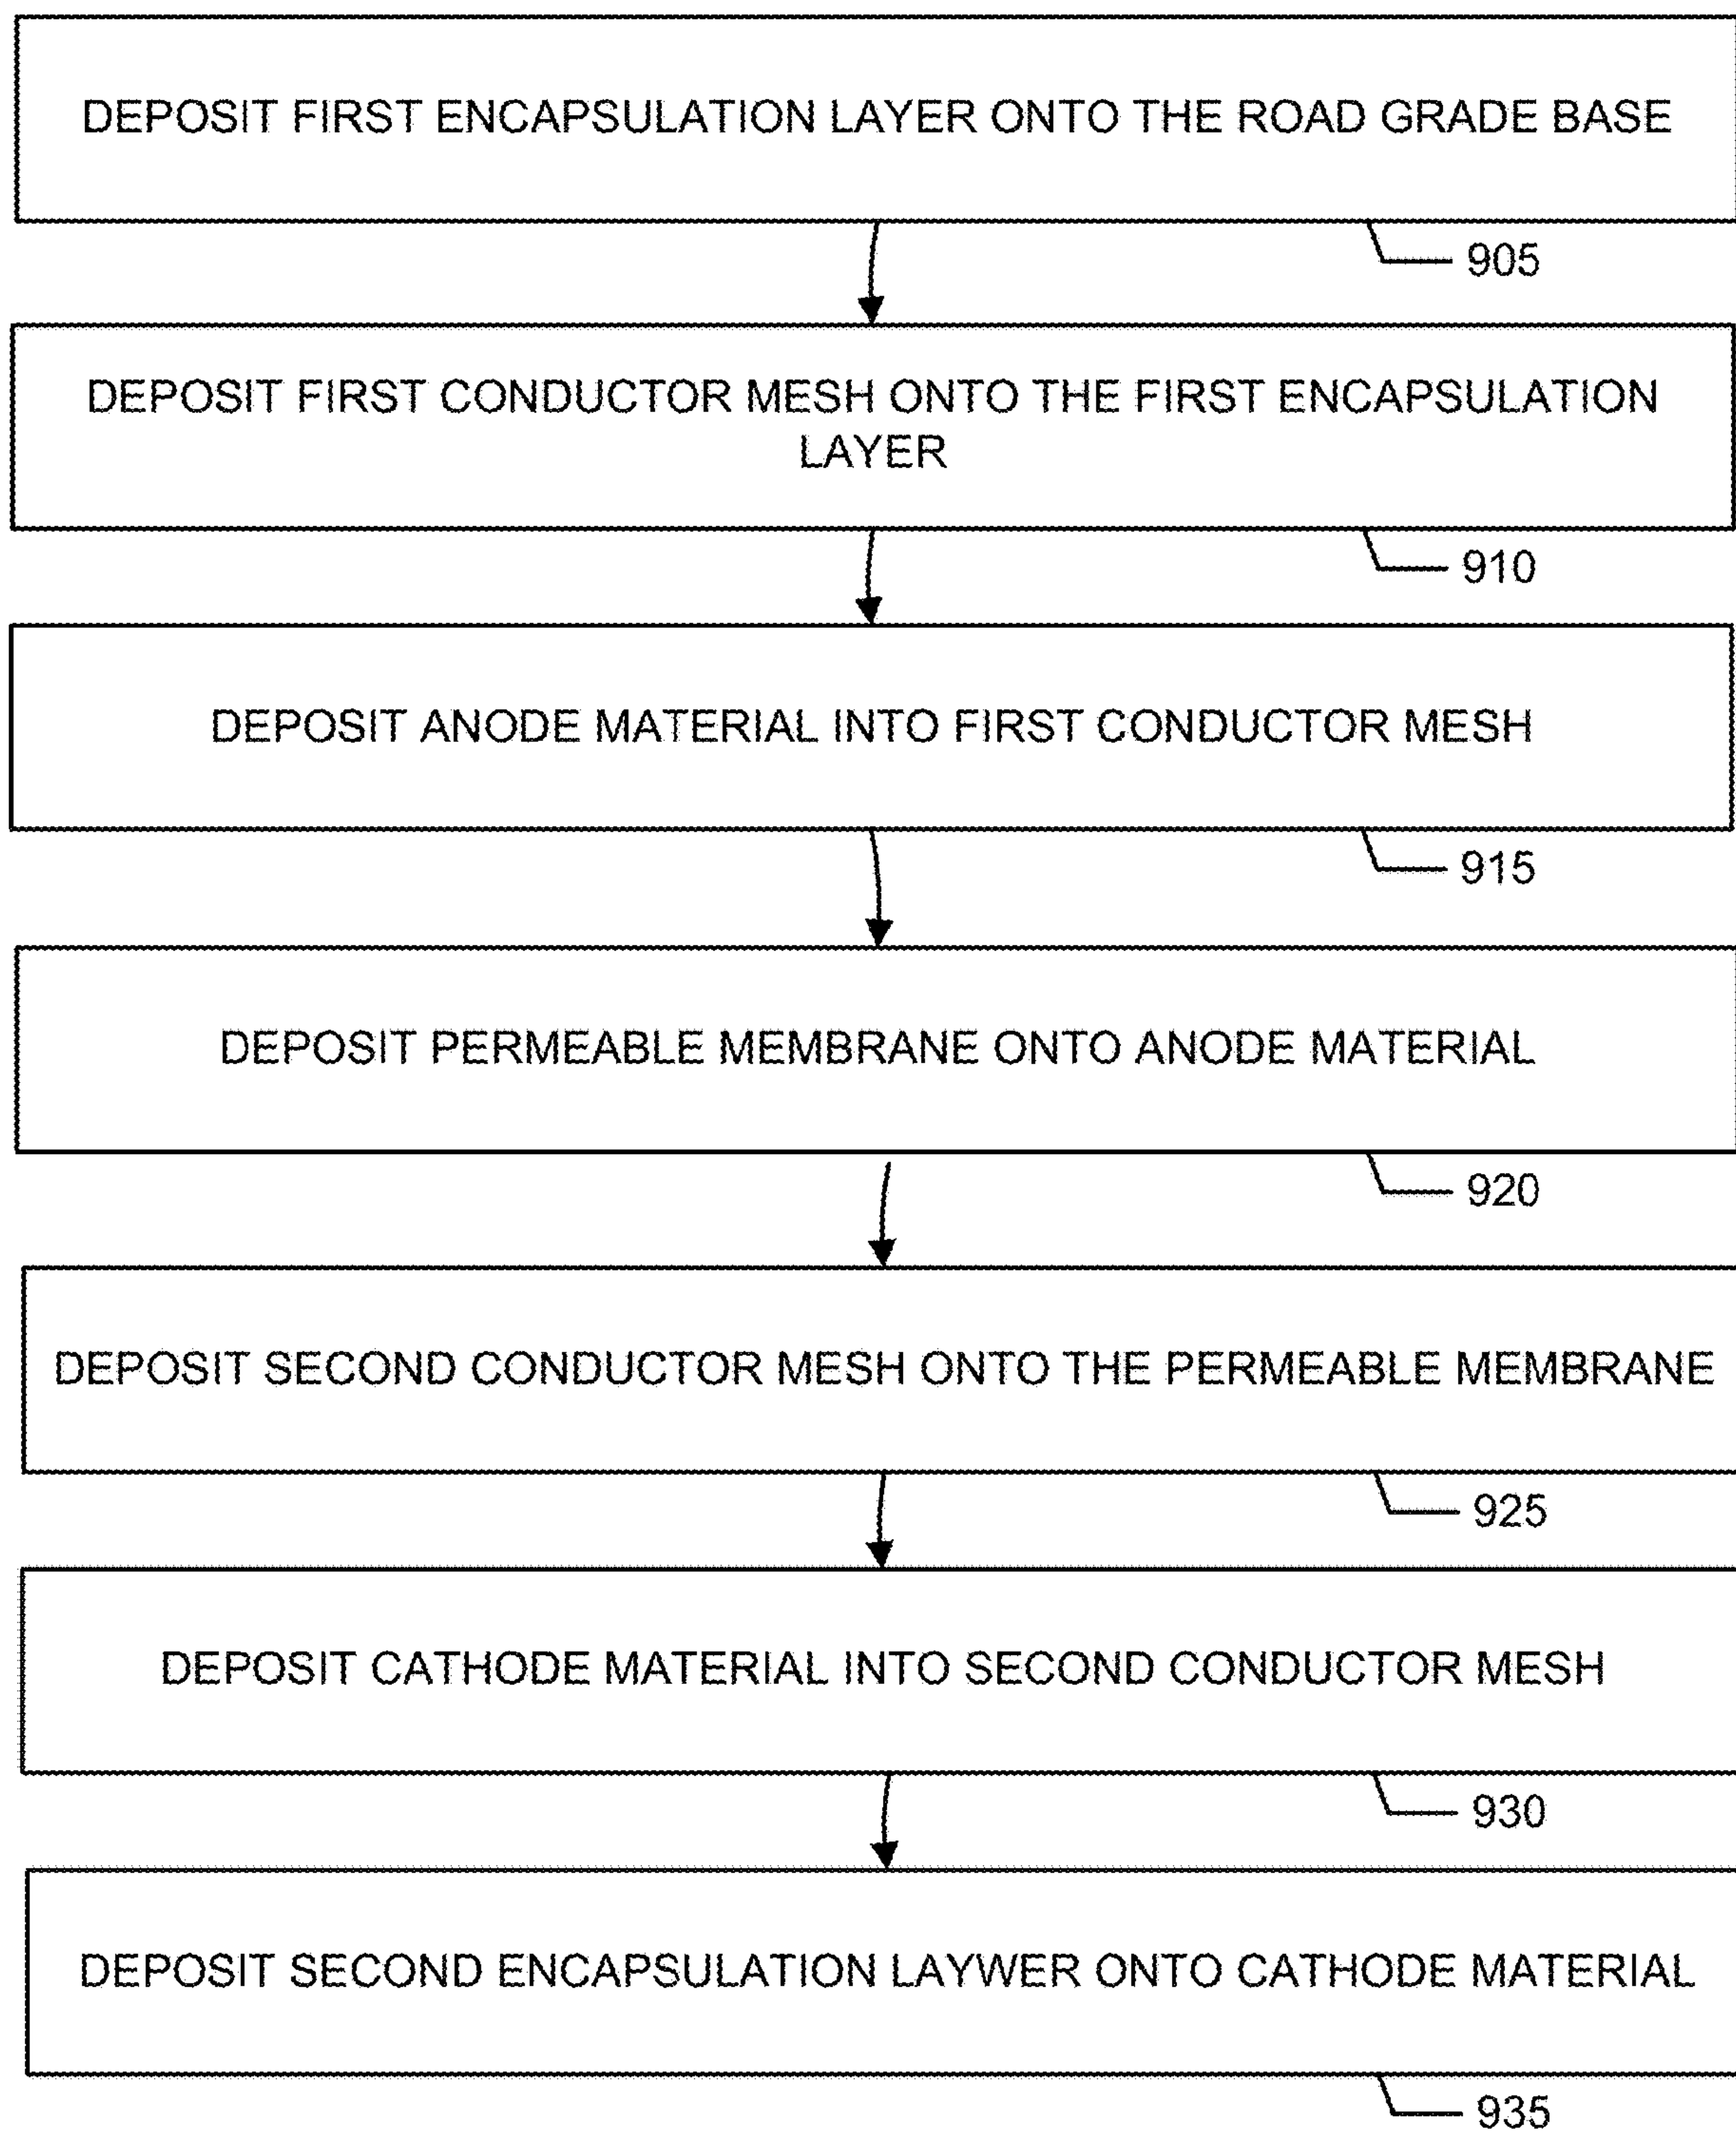 DEPOSIT FIRST ENCAPSULATION LAYER ONTO THE ROAD GRADE BASE
905
DEPOSIT FIRST CONDUCTOR MESH ONTO THE FIRST ENCAPSULATION
LAYER
910
DEPOSIT ANODE MATERIAL INTO FIRST CONDUCTOR MESH
915
DEPOSIT PERMEABLE MEMBRANE ONTO ANODE MATERIAL
920
DEPOSIT SECOND CONDUCTOR MESH ONTO THE PERMEABLE MEMBRANE
925
DEPOSIT CATHODE MATERIAL INTO SECOND CONDUCTOR MESH
930
DEPOSIT SECOND ENCAPSULATION LAYWER ONTO CATHODE MATERIAL
935